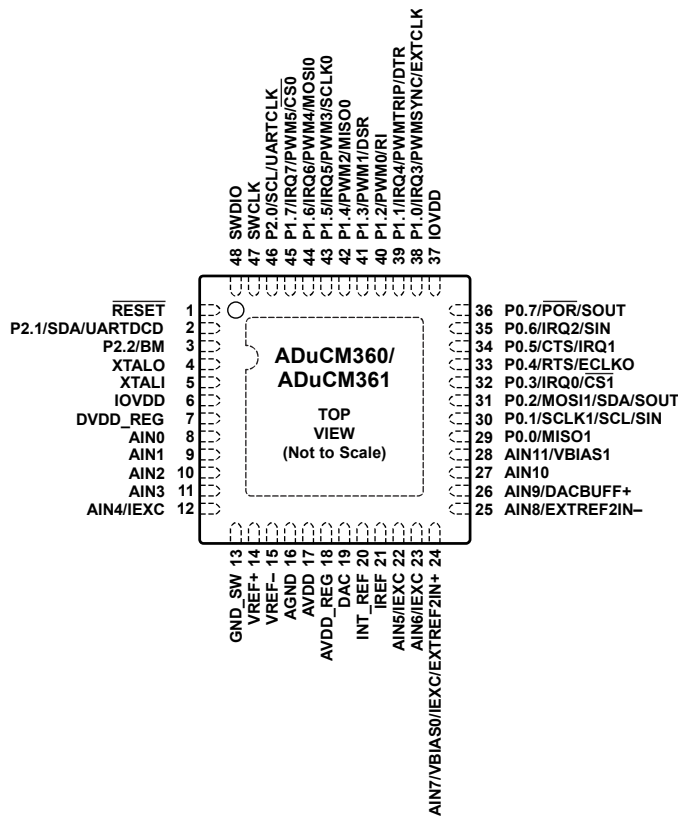 48 SWDIO
47 SWCLK
46 P2.0/SCL/UARTCLK
45 P1.7/IRQ7/PWM5/CS0
44 P1.6/IRQ6/PWM4/MOSI0
43 P1.5/IRQ5/PWM3/SCLK0
42 P1.4/PWM2/MISO0
41 P1.3/PWM1/DSR
40 P1.2/PWM0/RI
39 P1.1/IRQ4/PWMTRIP/DTR
38 P1.0/IRQ3/PWMSYNC/EXTCLK
37 IOVDD
RESET 1
P2.1/SDA/UARTDCD 2
P2.2/BM 3
XTALO 4
XTALI 5
IOVDD 6
DVDD_REG 7
AIN0 8
AIN1 9
AIN2 10
AIN3 11
AIN4/IEXC 12
ADuCM360/
ADuCM361
TOP
VIEW
(Not to Scale)
36 P0.7/POR/SOUT
35 P0.6/IRQ2/SIN
34 P0.5/CTS/IRQ1
33 P0.4/RTS/ECLKO
32 P0.3/IRQ0/CS1
31 P0.2/MOSI1/SDA/SOUT
30 P0.1/SCLK1/SCL/SIN
29 P0.0/MISO1
28 AIN11/VBIAS1
27 AIN10
26 AIN9/DACBUFF+
25 AIN8/EXTREF2IN–
GND_SW 13
VREF+ 14
VREF– 15
AGND 16
AVDD 17
AVDD_REG 18
DAC 19
INT_REF 20
IREF 21
AIN5/IEXC 22
AIN6/IEXC 23
AIN7/VBIAS0/IEXC/EXTREF2IN+ 24